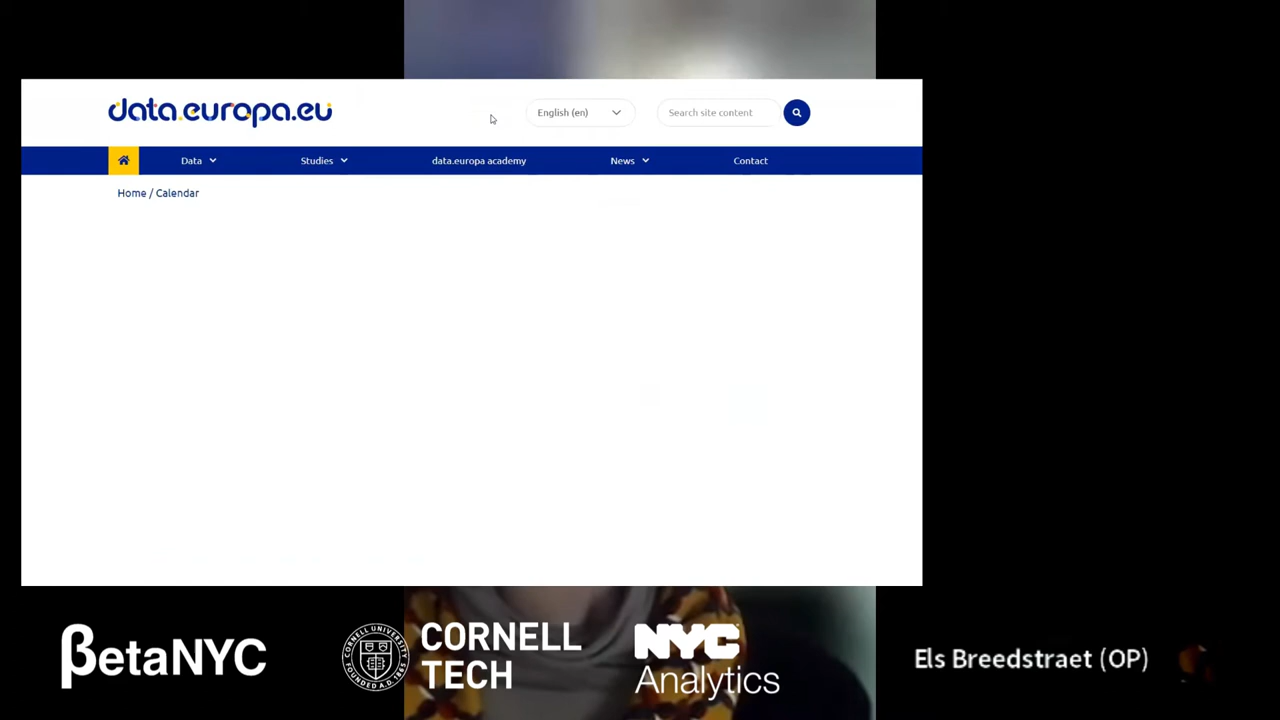 data.europa.eu
English (en)
Search site content
Data
Studies
data.europa academy
News
Contact
Home / Calendar
βetaNYC
CORNELL
TECH
NYC
Analytics
Els Breedstraet (OP)